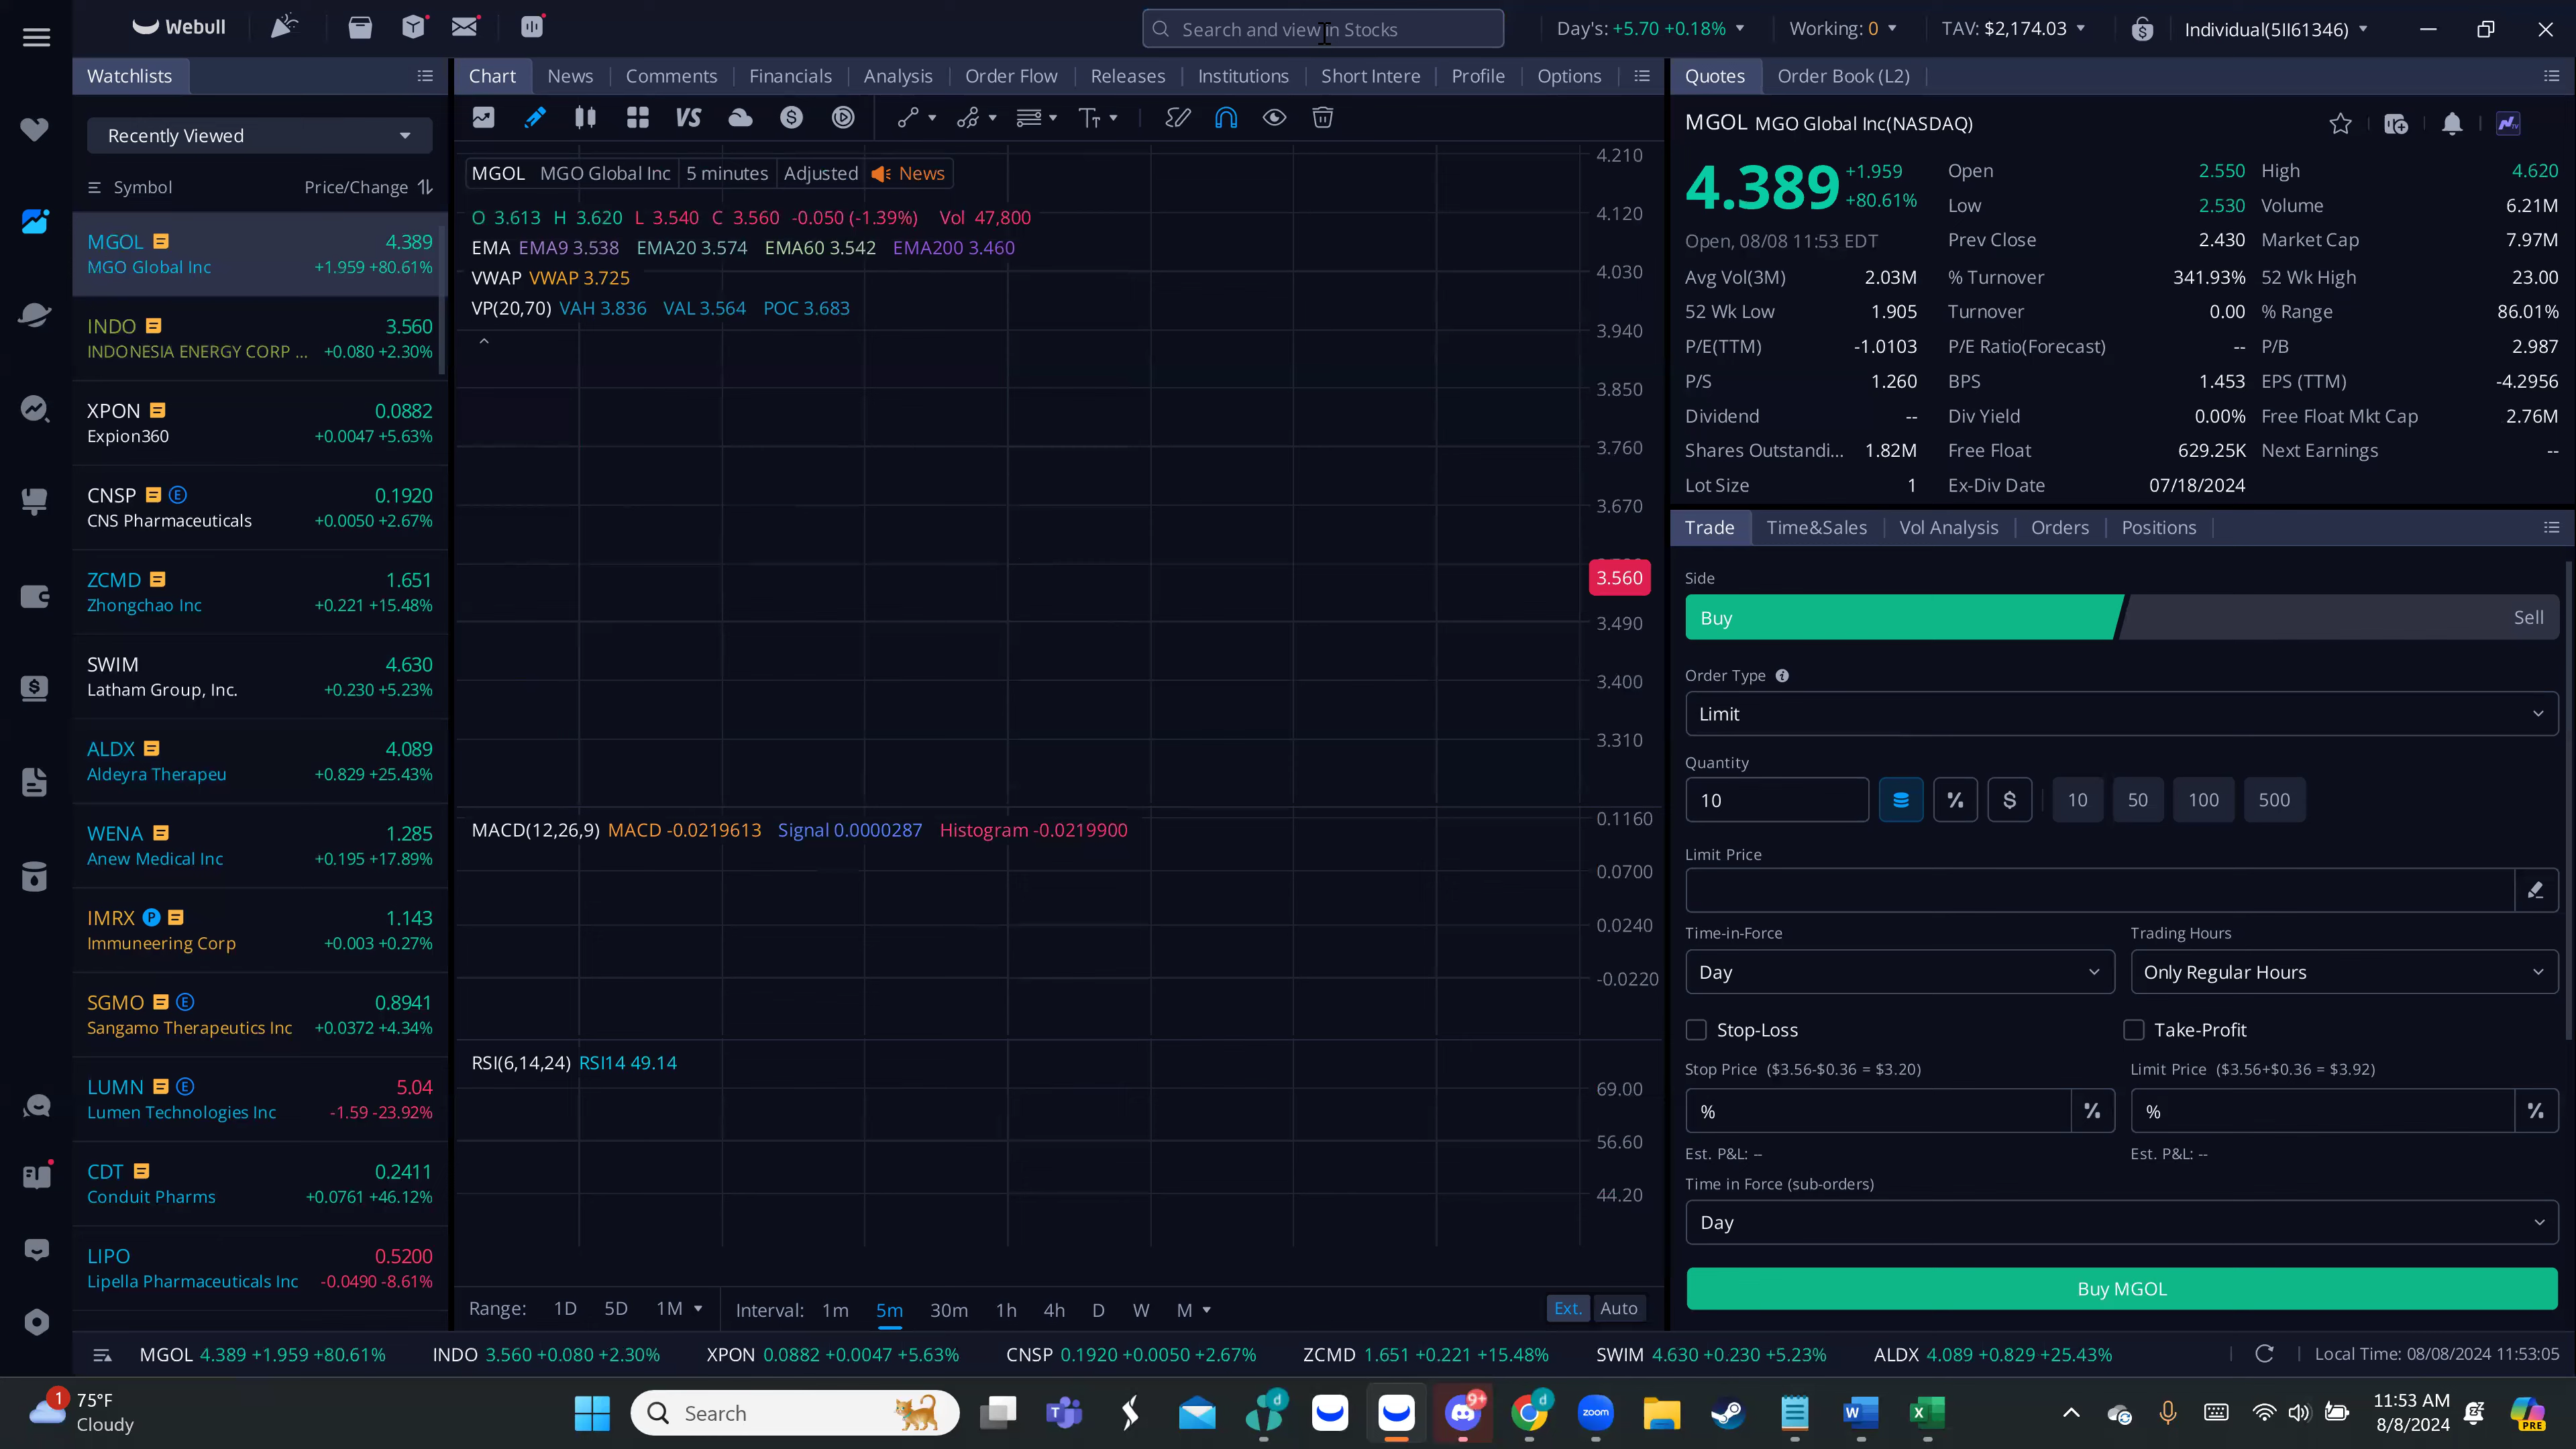 Webull
Search and view in Stocks
Day's: +5.70 +0.18%
Working: 0
TAV: $2,174.03
Individual(5II61346)
Watchlists
Recently Viewed
Symbol
Price/Change
MGOL 4.389
MGO Global Inc +1.959 +80.61%
INDO 3.560
INDONESIA ENERGY CORP ... +0.080 +2.30%
XPON 0.0882
Expion360 +0.0047 +5.63%
CNSP E 0.1920
CNS Pharmaceuticals +0.0050 +2.67%
ZCMD 1.651
Zhongchao Inc +0.221 +15.48%
SWIM 4.630
Latham Group, Inc. +0.230 +5.23%
ALDX 4.089
Aldeyra Therapeu +0.829 +25.43%
WENA 1.285
Anew Medical Inc +0.195 +17.89%
IMRX P 1.143
Immuneering Corp +0.003 +0.27%
SGMO E 0.8941
Sangamo Therapeutics Inc +0.0372 +4.34%
LUMN E 5.04
Lumen Technologies Inc -1.59 -23.92%
CDT 0.2411
Conduit Pharms +0.0761 +46.12%
LIPO 0.5200
Lipella Pharmaceuticals Inc -0.0490 -8.61%
Chart News Comments Financials Analysis Order Flow Releases Institutions Short Intere Profile Options
VS
MGOL MGO Global Inc 5 minutes Adjusted News
O 3.613 H 3.620 L 3.540 C 3.560 -0.050 (-1.39%) Vol 47,800
EMA EMA9 3.538 EMA20 3.574 EMA60 3.542 EMA200 3.460
VWAP VWAP 3.725
VP(20,70) VAH 3.836 VAL 3.564 POC 3.683
4.210
4.120
4.030
3.940
3.850
3.760
3.670
3.560
3.490
3.400
3.310
MACD(12,26,9) MACD -0.0219613 Signal 0.0000287 Histogram -0.0219900
0.1160
0.0700
0.0240
-0.0220
RSI(6,14,24) RSI14 49.14
69.00
56.60
44.20
Range: 1D 5D 1M Interval: 1m 5m 30m 1h 4h D W M Ext. Auto
Quotes Order Book (L2)
MGOL MGO Global Inc(NASDAQ)
4.389 +1.959 +80.61%
Open, 08/08 11:53 EDT
Open 2.550 High 4.620
Low 2.530 Volume 6.21M
Prev Close 2.430 Market Cap 7.97M
Avg Vol(3M) 2.03M % Turnover 341.93% 52 Wk High 23.00
52 Wk Low 1.905 Turnover 0.00 % Range 86.01%
P/E(TTM) -1.0103 P/E Ratio(Forecast) -- P/B 2.987
P/S 1.260 BPS 1.453 EPS (TTM) -4.2956
Dividend -- Div Yield 0.00% Free Float Mkt Cap 2.76M
Shares Outstandi... 1.82M Free Float 629.25K Next Earnings --
Lot Size 1 Ex-Div Date 07/18/2024
Trade Time&Sales Vol Analysis Orders Positions
Side
Buy Sell
Order Type
Limit
Quantity
10 % $ 10 50 100 500
Limit Price
Time-in-Force Trading Hours
Day Only Regular Hours
Stop-Loss Take-Profit
Stop Price ($3.56-$0.36 = $3.20) Limit Price ($3.56+$0.36 = $3.92)
% % % %
Est. P&L: -- Est. P&L: --
Time in Force (sub-orders)
Day
Buy MGOL
MGOL 4.389 +1.959 +80.61% INDO 3.560 +0.080 +2.30% XPON 0.0882 +0.0047 +5.63% CNSP 0.1920 +0.0050 +2.67% ZCMD 1.651 +0.221 +15.48% SWIM 4.630 +0.230 +5.23% ALDX 4.089 +0.829 +25.43% Local Time: 08/08/2024 11:53:05
1 75°F
Cloudy
Search
d 9+ d zoom
11:53 AM
8/8/2024
PRE